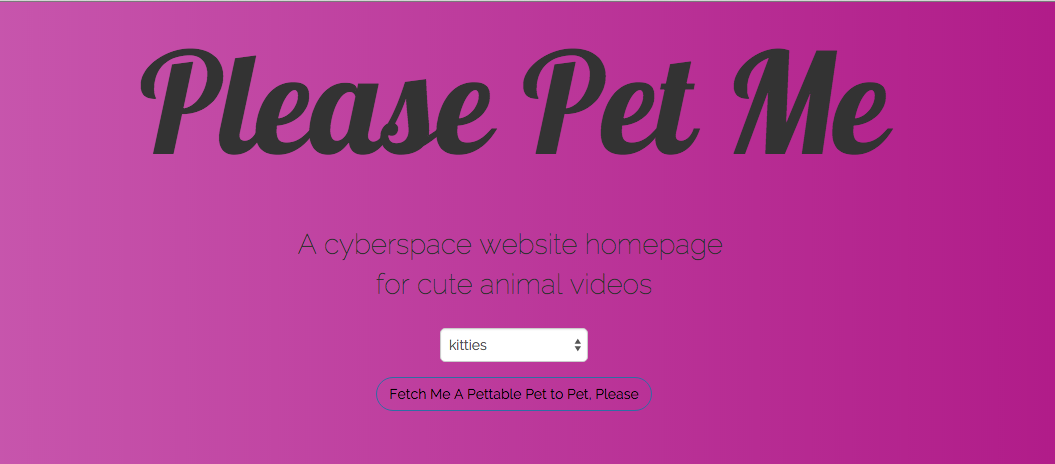 Please Pet Me
A cyberspace website homepage
for cute animal videos
kitties
Fetch Me A Pettable Pet to Pet, Please